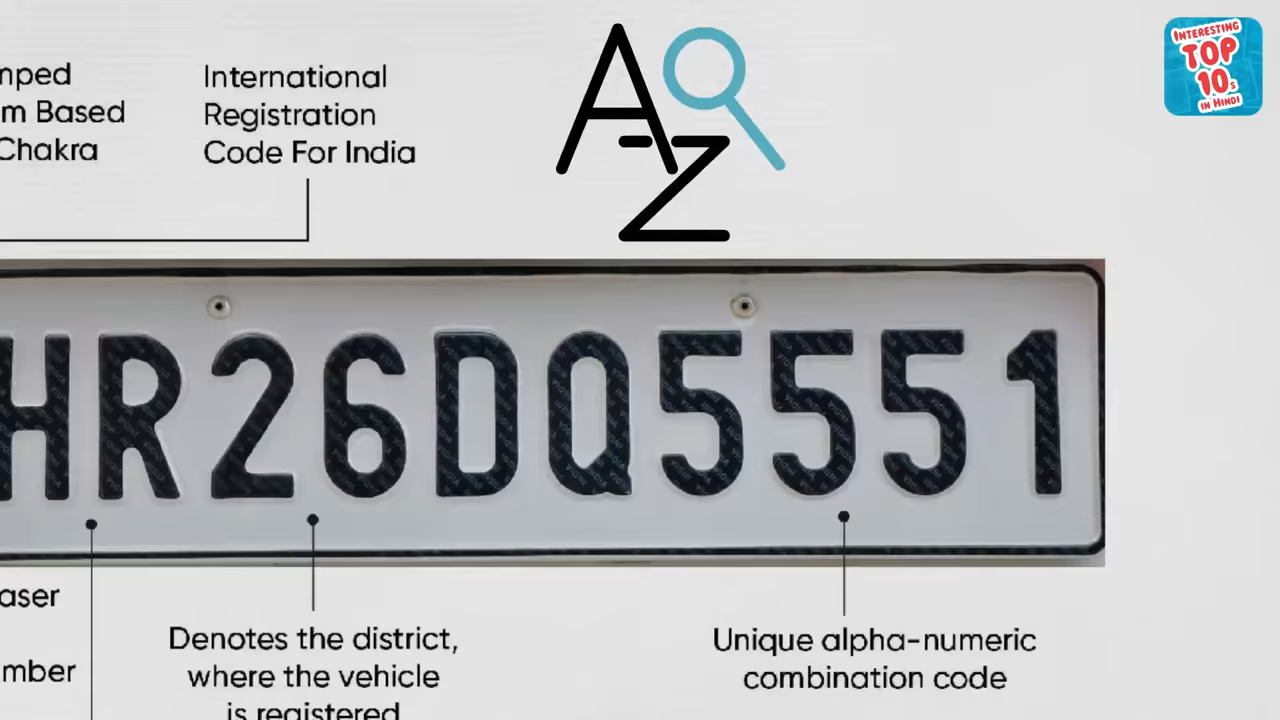 mped
m Based
Chakra
International
Registration
Code For India
A
Z
INTERESTING
TOP
10s
IN HINDI
HR26DQ5551
aser
mber
Denotes the district,
where the vehicle
is registered
Unique alpha-numeric
combination code